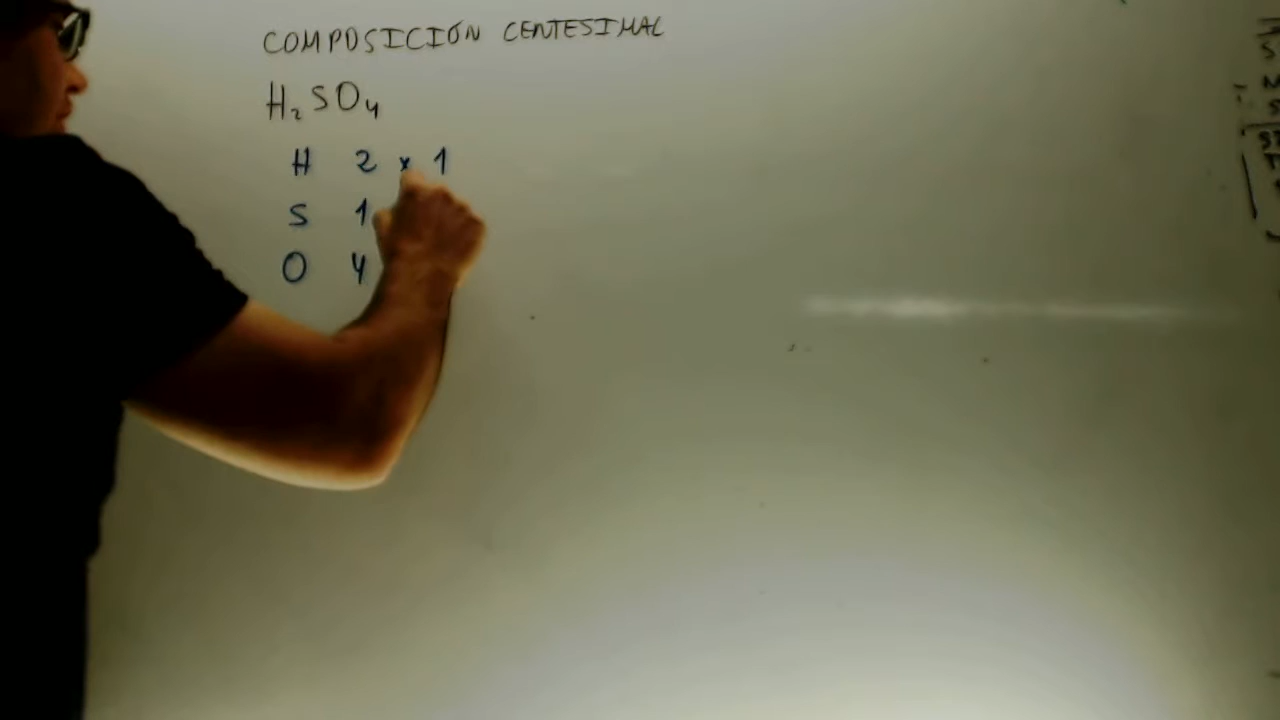 COMPOSICIÓN CENTESIMAL
H₂SO₄
H 2 x 1
S 1
O 4